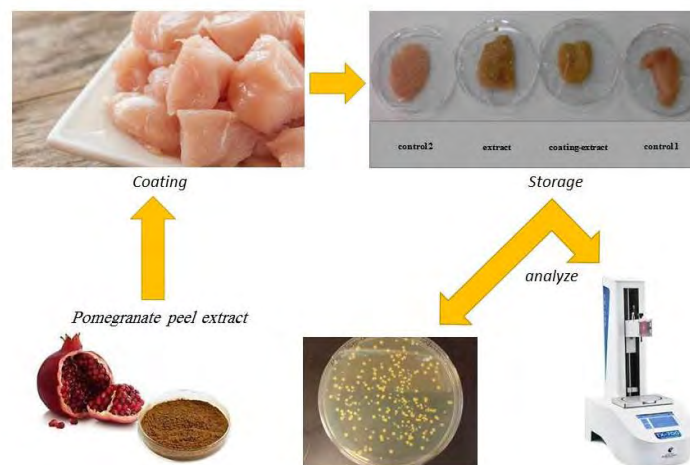 control2 extract coating-extract control1
Coating
Storage
analyze
Pomegranate peel extract